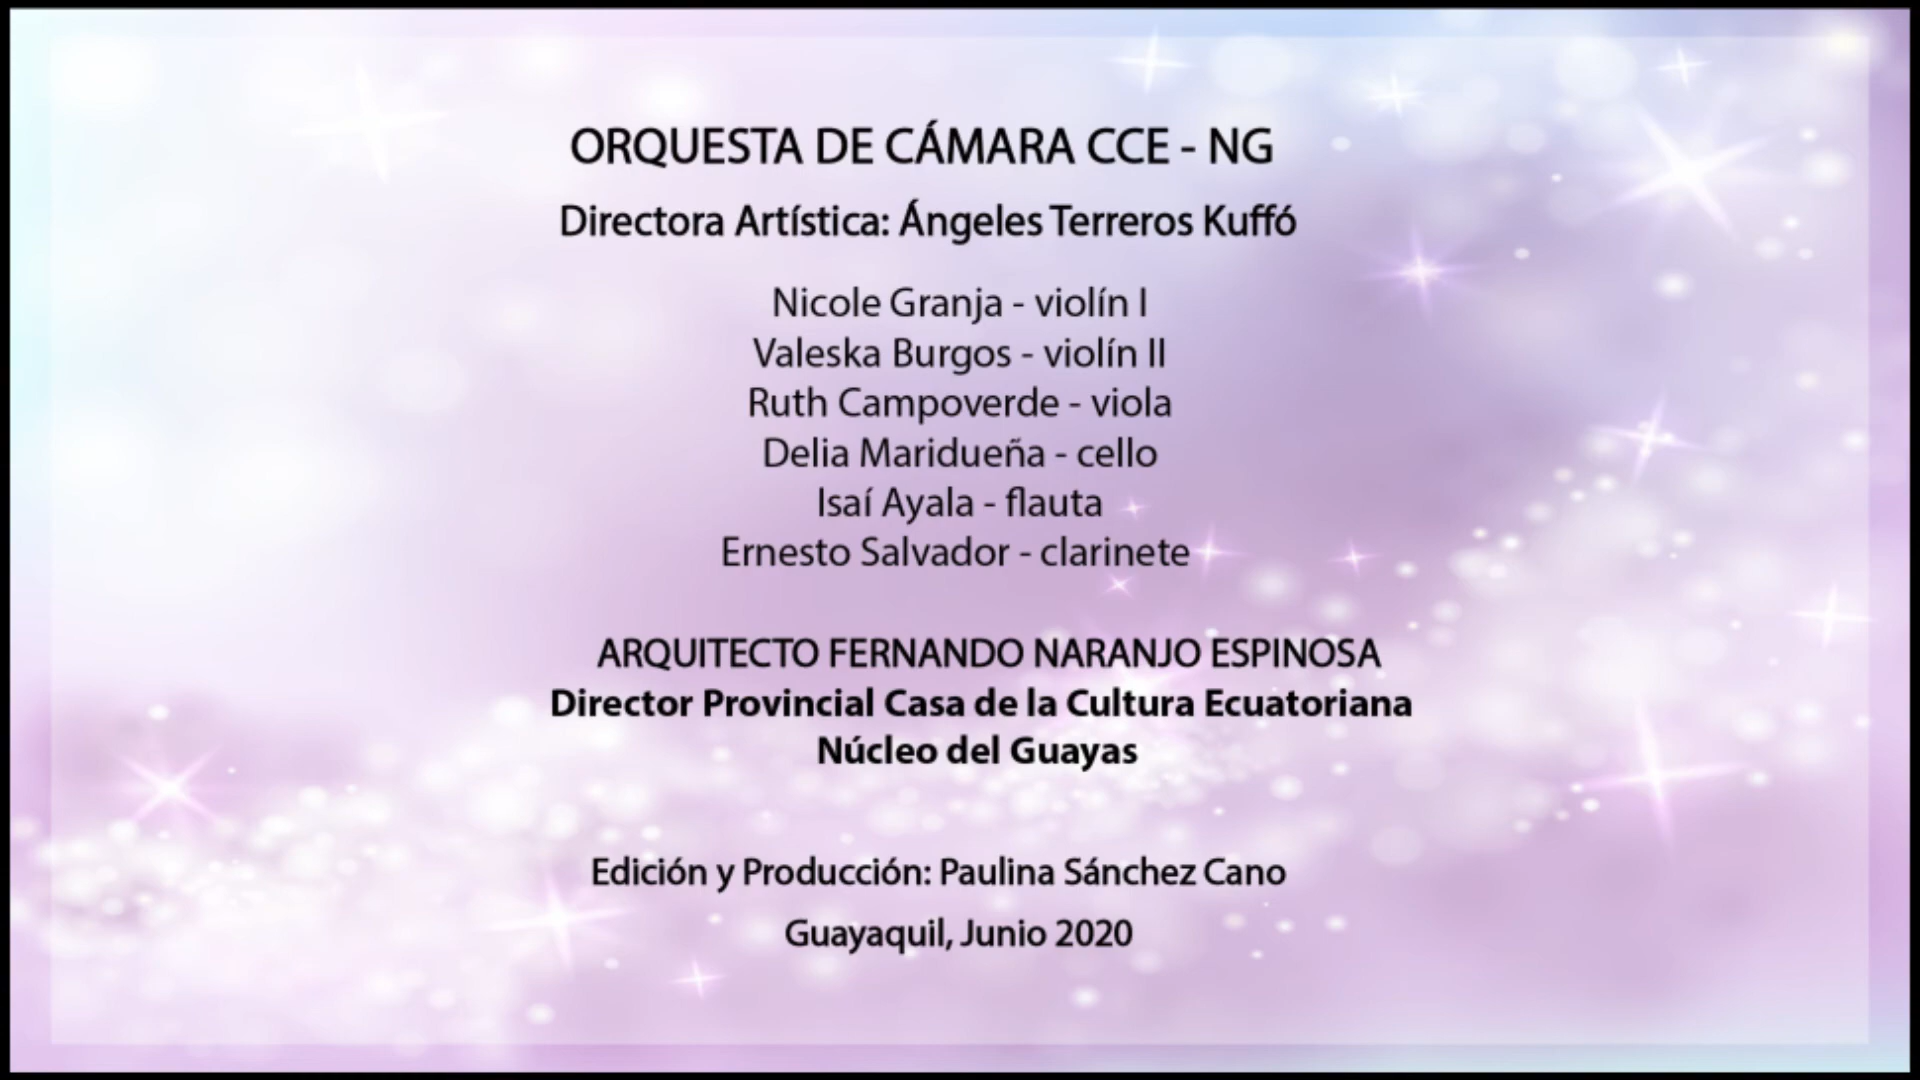 ORQUESTA DE CÁMARA CCE - NG
Directora Artística: Ángeles Terreros Kuffó
Nicole Granja - violín I
Valeska Burgos - violín II
Ruth Campoverde - viola
Delia Maridueña - cello
Isaí Ayala - flauta
Ernesto Salvador - clarinete
ARQUITECTO FERNANDO NARANJO ESPINOSA
Director Provincial Casa de la Cultura Ecuatoriana
Núcleo del Guayas
Edición y Producción: Paulina Sánchez Cano
Guayaquil, Junio 2020